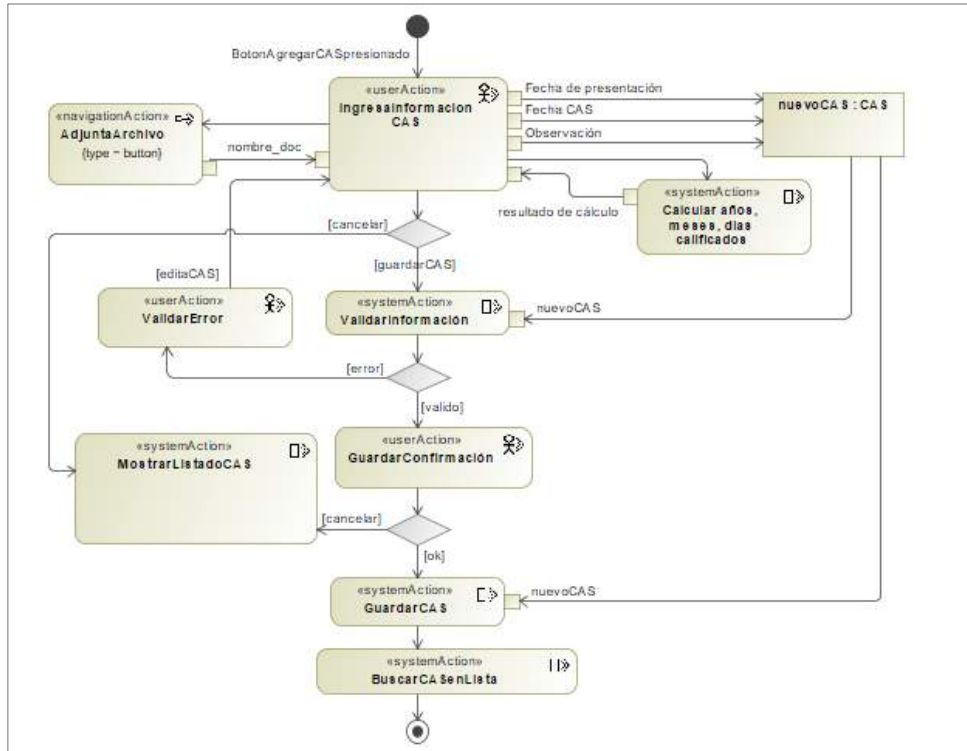 BotonAgregarCASpresionado
«userAction»
IngresaInformacion
CAS
Fecha de presentación
Fecha CAS
Observación
nuevoCAS : CAS
«navigationAction»
AdjuntaArchivo
{type = button}
nombre_doc
«systemAction»
Calcular años,
meses, dias
calificados
resultado de cálculo
[cancelar]
[guardarCAS]
[editaCAS]
«userAction»
ValidarError
«systemAction»
ValidarInformación
nuevoCAS
[error]
[valido]
«systemAction»
MostrarListadoCAS
«userAction»
GuardarConfirmación
[cancelar]
[ok]
«systemAction»
GuardarCAS
nuevoCAS
«systemAction»
BuscarCASenLista